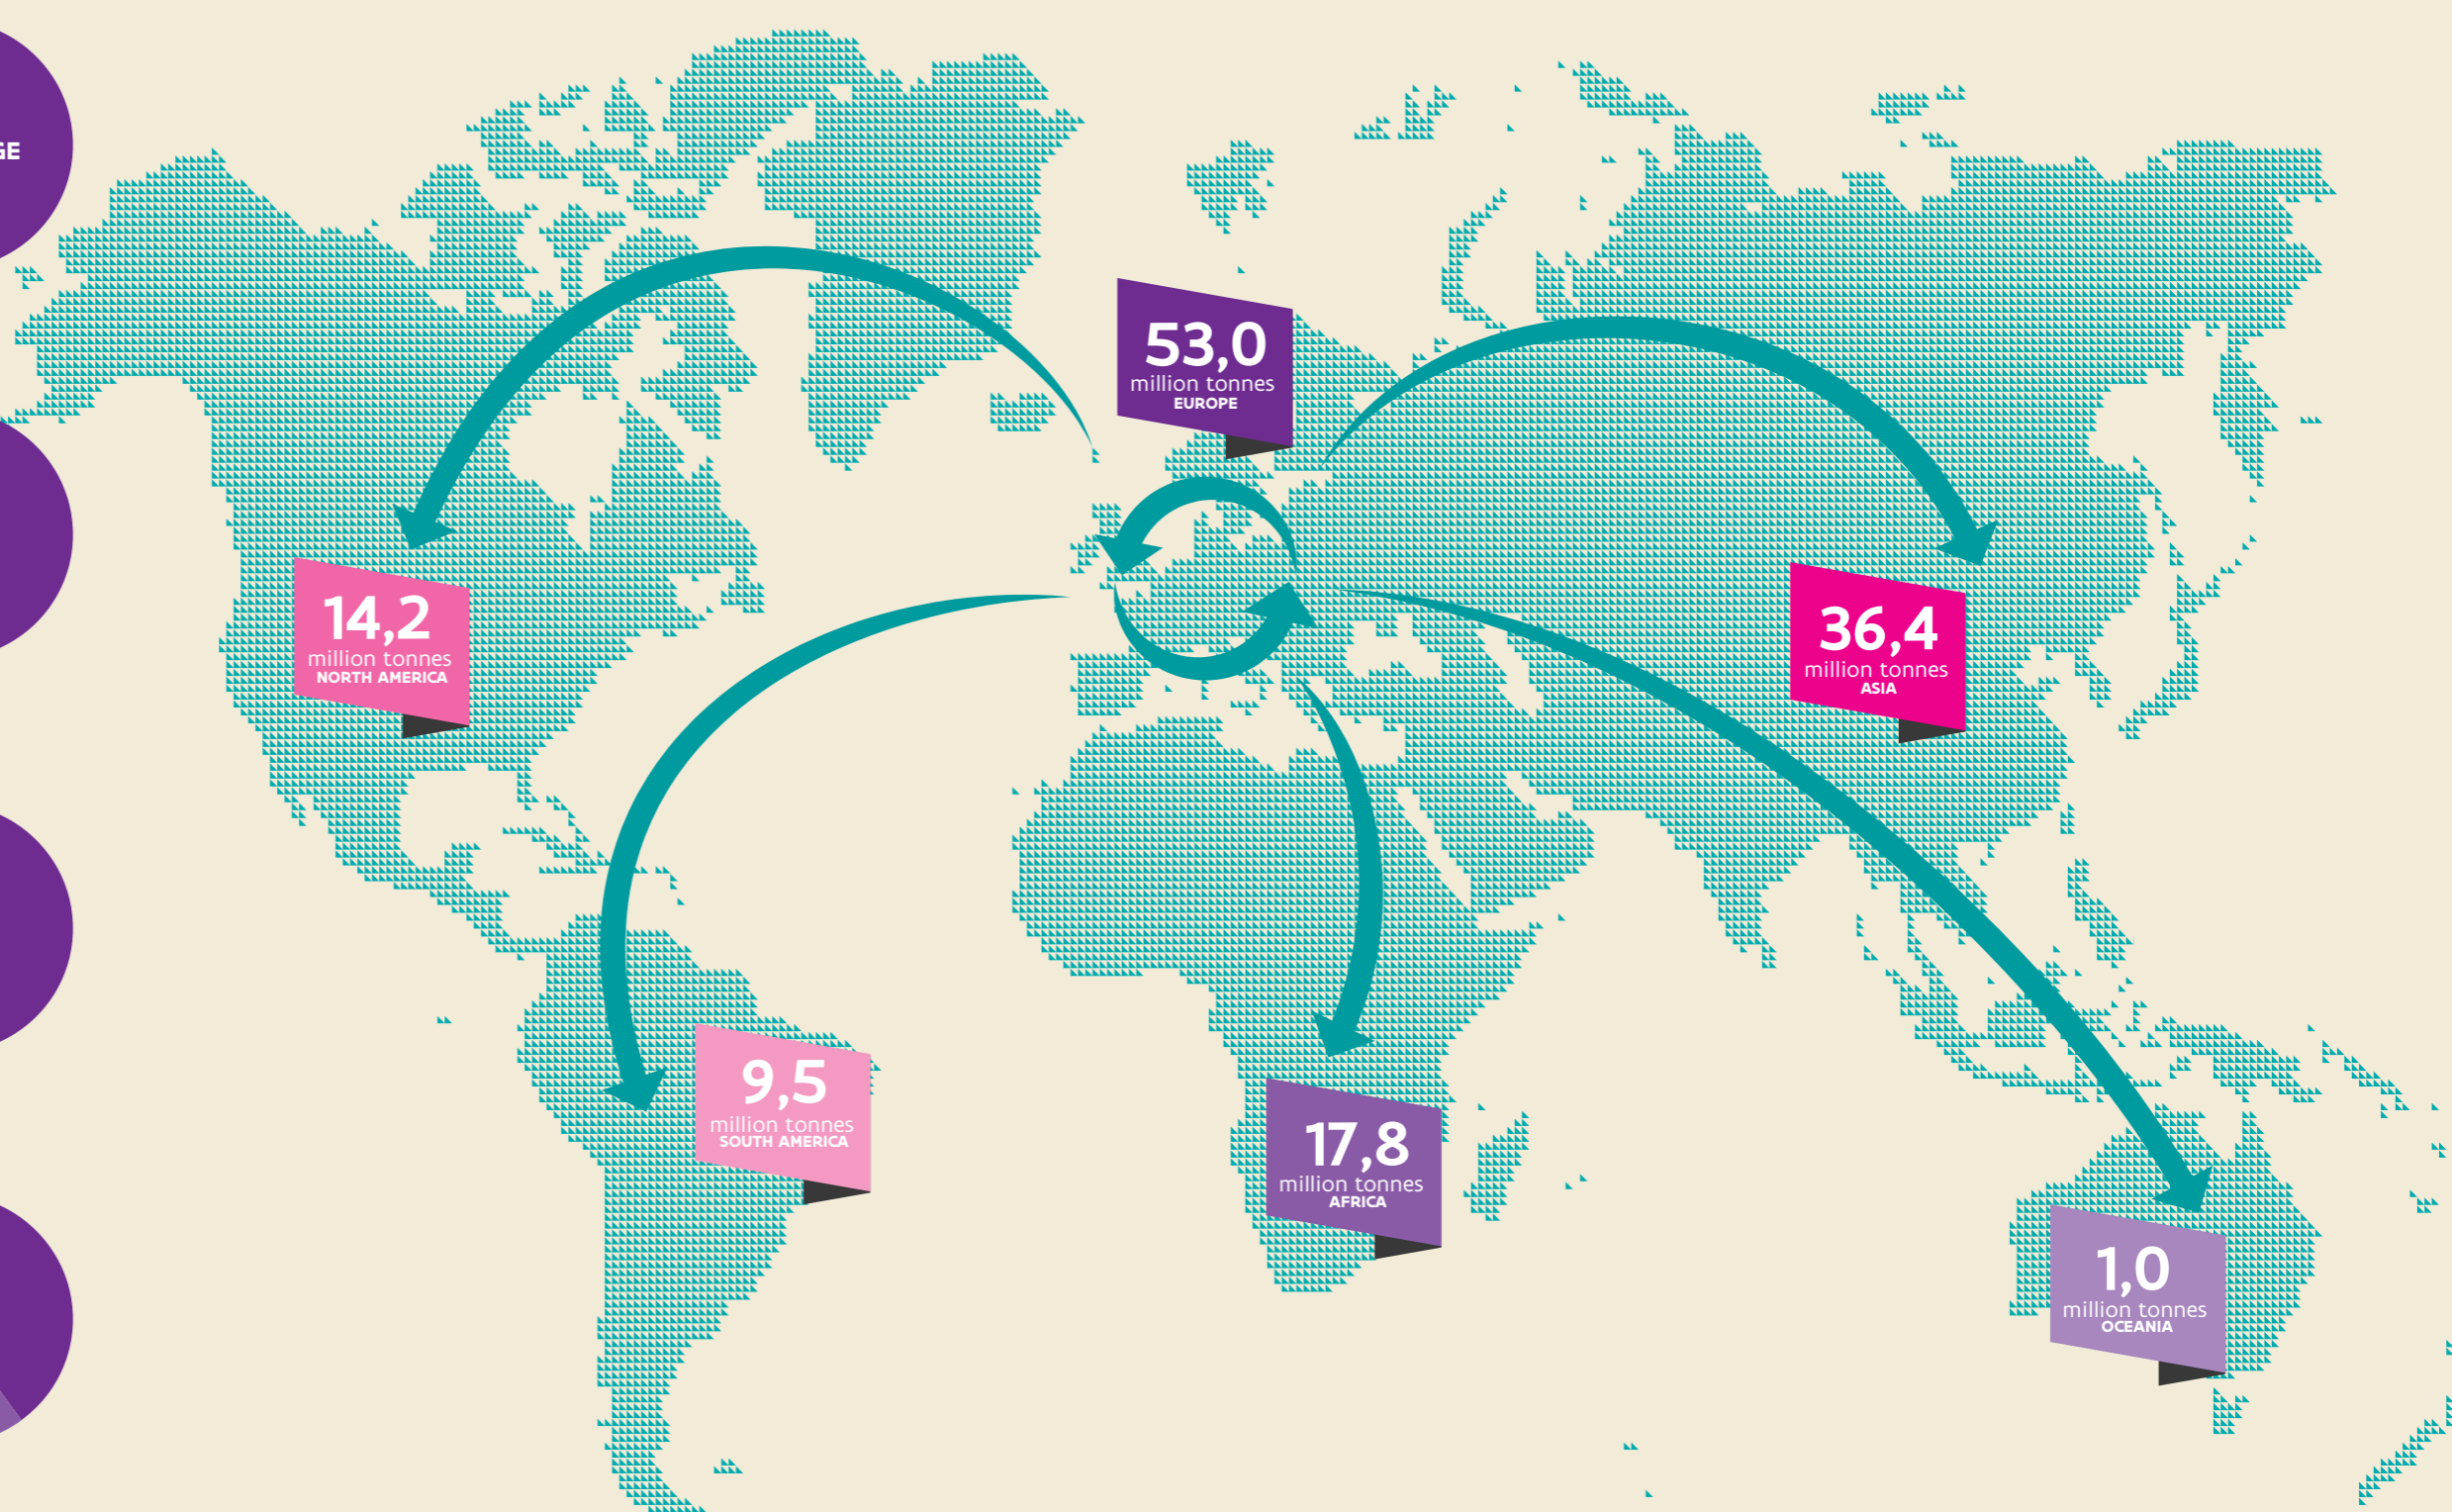 GE
53,0
million tonnes
EUROPE
14,2
million tonnes
NORTH AMERICA
36,4
million tonnes
ASIA
9,5
million tonnes
SOUTH AMERICA
17,8
million tonnes
AFRICA
1,0
million tonnes
OCEANIA